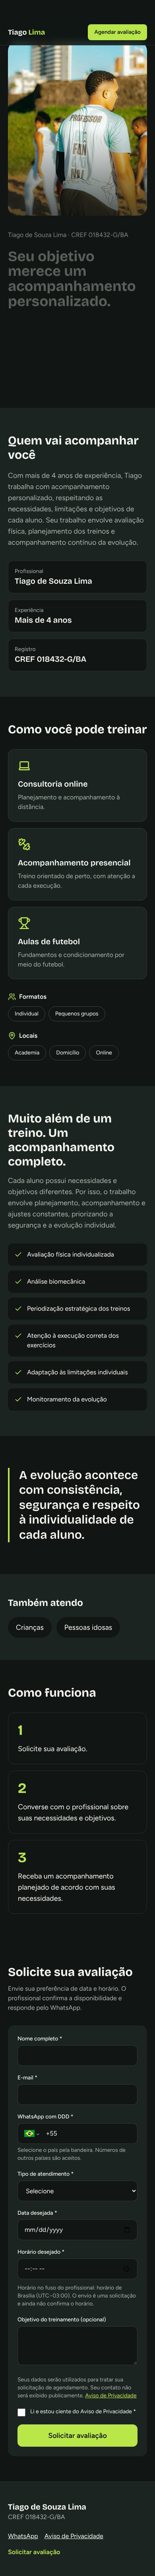 Tiago Lima
Agendar avaliação
PROFESSOR
Tiago de Souza Lima · CREF 018432-G/BA
Seu objetivo
merece um
acompanhamento
personalizado.
Quem vai acompanhar
você
Com mais de 4 anos de experiência, Tiago
trabalha com acompanhamento
personalizado, respeitando as
necessidades, limitações e objetivos de
cada aluno. Seu trabalho envolve avaliação
física, planejamento dos treinos e
acompanhamento contínuo da evolução.
Profissional
Tiago de Souza Lima
Experiência
Mais de 4 anos
Registro
CREF 018432-G/BA
Como você pode treinar
Consultoria online
Planejamento e acompanhamento à
distância.
Acompanhamento presencial
Treino orientado de perto, com atenção a
cada execução.
Aulas de futebol
Fundamentos e condicionamento por
meio do futebol.
Formatos
Individual
Pequenos grupos
Locais
Academia
Domicílio
Online
Muito além de um
treino. Um
acompanhamento
completo.
Cada aluno possui necessidades e
objetivos diferentes. Por isso, o trabalho
envolve planejamento, acompanhamento e
ajustes constantes, priorizando a
segurança e a evolução individual.
Avaliação física individualizada
Análise biomecânica
Periodização estratégica dos treinos
Atenção à execução correta dos
exercícios
Adaptação às limitações individuais
Monitoramento da evolução
A evolução acontece
com consistência,
segurança e respeito
à individualidade de
cada aluno.
Também atendo
Crianças
Pessoas idosas
Como funciona
1
Solicite sua avaliação.
2
Converse com o profissional sobre
suas necessidades e objetivos.
3
Receba um acompanhamento
planejado de acordo com suas
necessidades.
Solicite sua avaliação
Envie sua preferência de data e horário. O
profissional confirma a disponibilidade e
responde pelo WhatsApp.
Nome completo *
E-mail *
WhatsApp com DDD *
+55
Selecione o país pela bandeira. Números de
outros países são aceitos.
Tipo de atendimento *
Selecione
Data desejada *
mm/dd/yyyy
Horário desejado *
--:-- --
Horário no fuso do profissional: horário de
Brasília (UTC-03:00). O envio é uma solicitação
e ainda não confirma o horário.
Objetivo do treinamento (opcional)
Seus dados serão utilizados para tratar sua
solicitação de agendamento. Seu contato não
será exibido publicamente. Aviso de Privacidade
Li e estou ciente do Aviso de Privacidade *
Solicitar avaliação
Tiago de Souza Lima
CREF 018432-G/BA
WhatsApp
Aviso de Privacidade
Solicitar avaliação